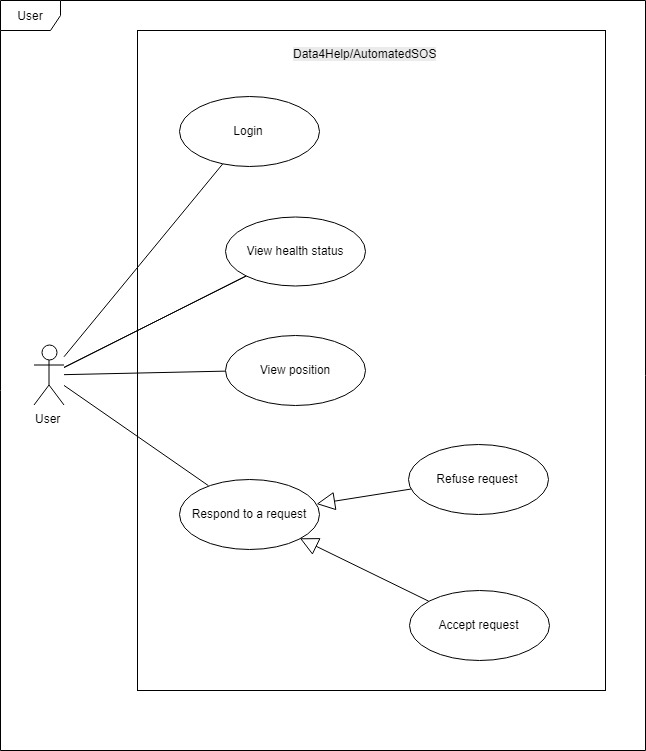 User
Data4Help/AutomatedSOS
Login
View health status
View position
User
Refuse request
Respond to a request
Accept request